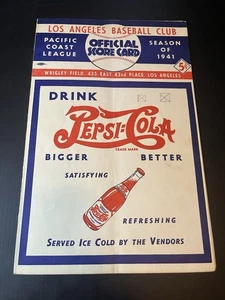 LOS ANGELES BASEBALL CLUB
PACIFIC COAST LEAGUE
OFFICIAL SCORE CARD
SEASON OF 1941
5¢
WRIGLEY FIELD, 435 EAST 42ND PLACE, LOS ANGELES
DRINK
PEPSI=COLA
TRADE MARK
BIGGER BETTER
SATISFYING
REFRESHING
SERVED ICE COLD BY THE VENDORS